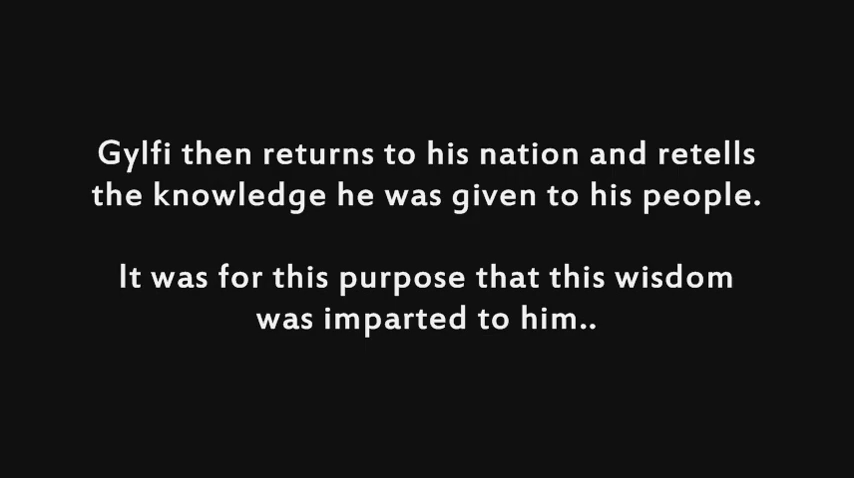 Gylfi then returns to his nation and retells
the knowledge he was given to his people.
It was for this purpose that this wisdom
was imparted to him..